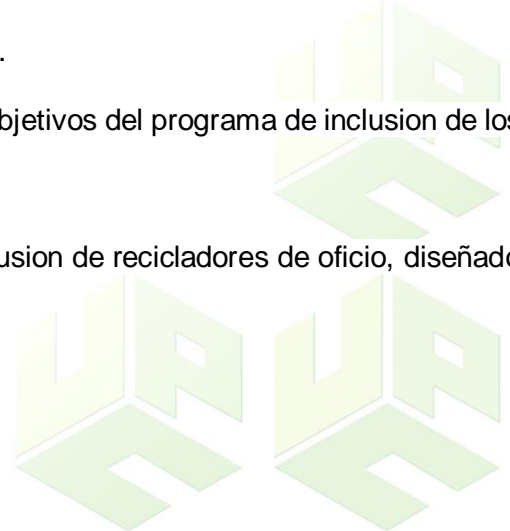 .
bjetivos del programa de inclusion de los
usion de recicladores de oficio, diseñado